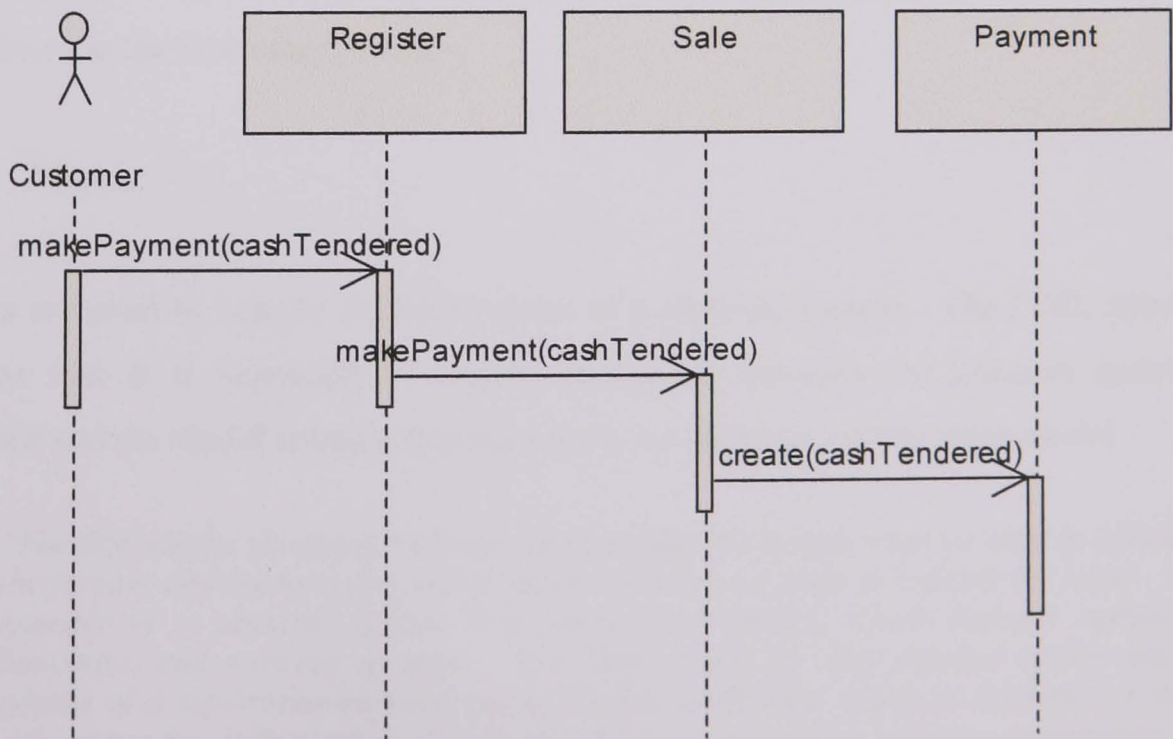 Register
Sale
Payment
Customer
makePayment(cashTendered)
makePayment(cashTendered)
create(cashTendered)